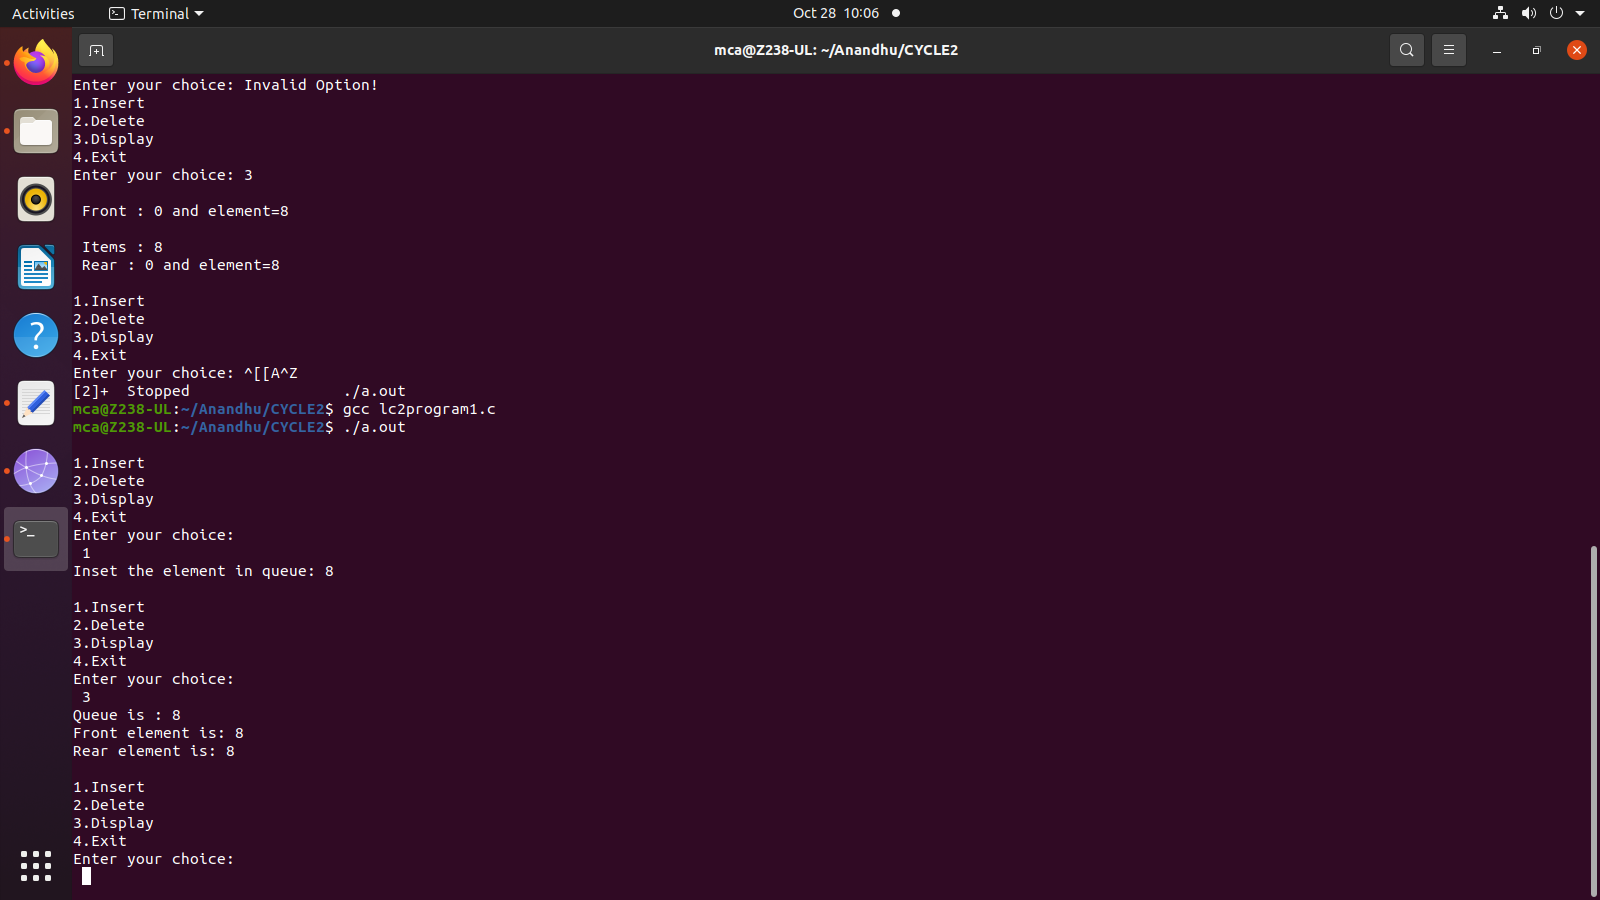 Activities
Terminal
Oct 28 10:06
mca@Z238-UL: ~/Anandhu/CYCLE2
Enter your choice: Invalid Option!
1.Insert
2.Delete
3.Display
4.Exit
Enter your choice: 3
Front : 0 and element=8
Items : 8
Rear : 0 and element=8
1.Insert
2.Delete
3.Display
4.Exit
Enter your choice: ^[[A^Z
[2]+  Stopped                 ./a.out
mca@Z238-UL:~/Anandhu/CYCLE2$ gcc lc2program1.c
mca@Z238-UL:~/Anandhu/CYCLE2$ ./a.out
1.Insert
2.Delete
3.Display
4.Exit
Enter your choice:
1
Inset the element in queue: 8
1.Insert
2.Delete
3.Display
4.Exit
Enter your choice:
3
Queue is : 8
Front element is: 8
Rear element is: 8
1.Insert
2.Delete
3.Display
4.Exit
Enter your choice: